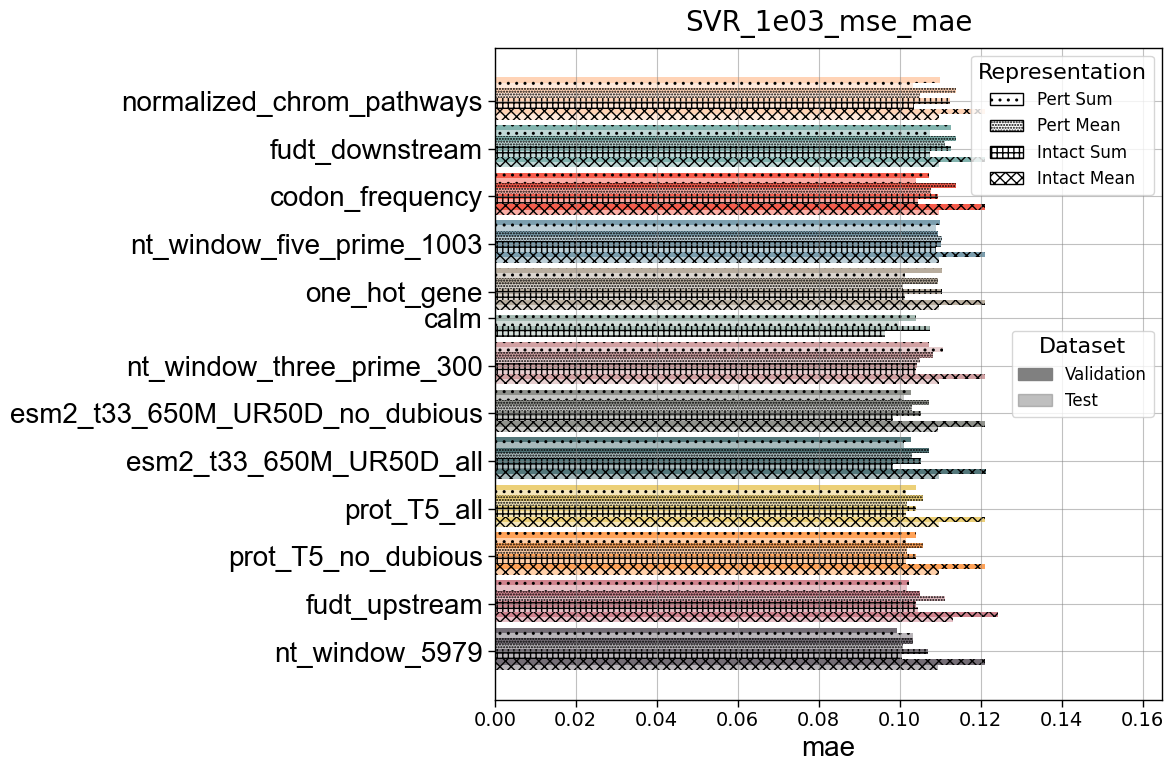 SVR_1e03_mse_mae
normalized_chrom_pathways
fudt_downstream
codon_frequency
nt_window_five_prime_1003
one_hot_gene
calm
nt_window_three_prime_300
esm2_t33_650M_UR50D_no_dubious
esm2_t33_650M_UR50D_all
prot_T5_all
prot_T5_no_dubious
fudt_upstream
nt_window_5979
Representation
Pert Sum
Pert Mean
Intact Sum
Intact Mean
Dataset
Validation
Test
0.00 0.02 0.04 0.06 0.08 0.10 0.12 0.14 0.16
mae